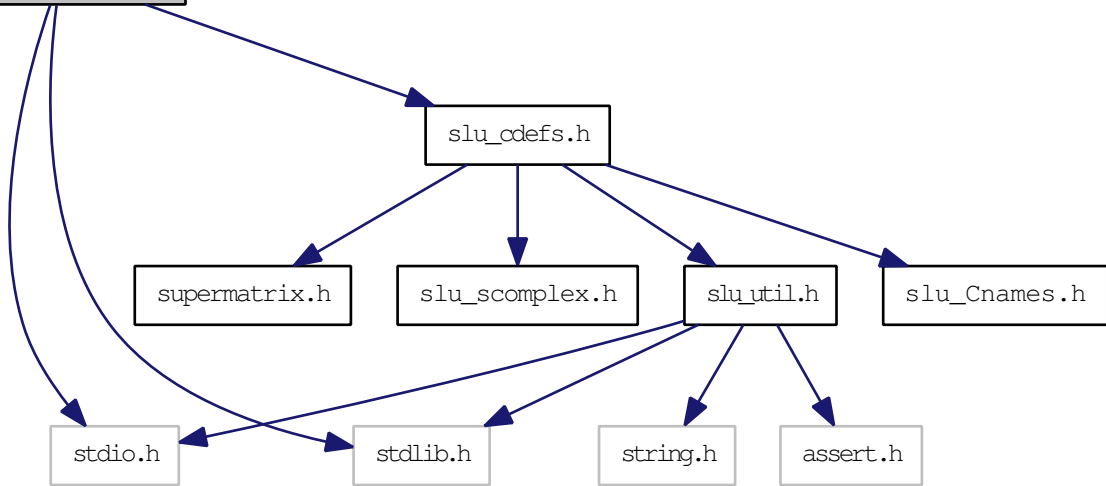 slu_cdefs.h
supermatrix.h
slu_scomplex.h
slu_util.h
slu_Cnames.h
stdio.h
stdlib.h
string.h
assert.h